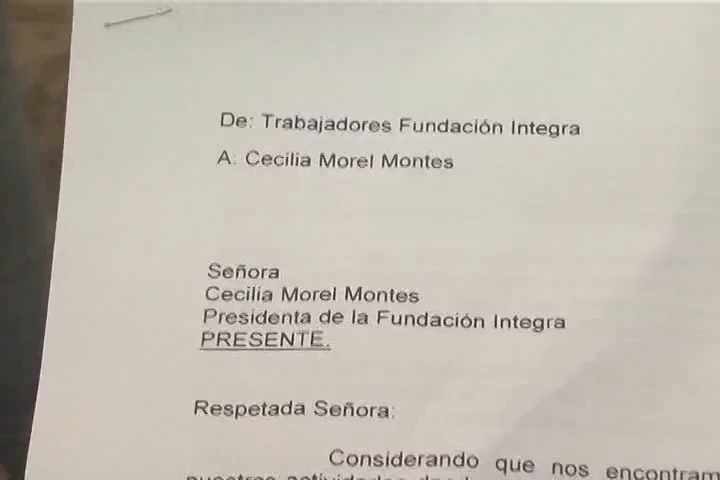 De: Trabajadores Fundación Integra
A: Cecilia Morel Montes
Señora
Cecilia Morel Montes
Presidenta de la Fundación Integra
PRESENTE.
Respetada Señora:
Considerando que nos